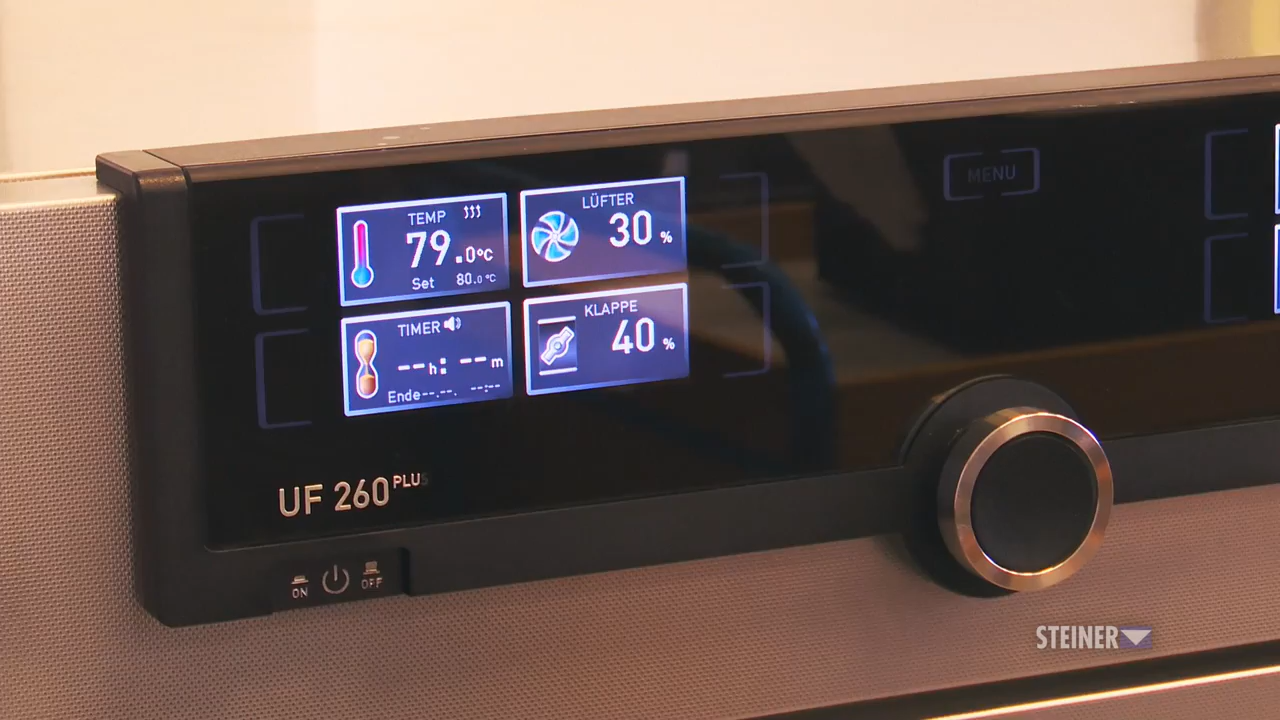 TEMP
79.0°C
Set 80.0 °C
LÜFTER
30 %
TIMER
--h: --m
Ende--.--. --:--
KLAPPE
40 %
MENU
UF 260 PLUS
ON OFF
STEINER